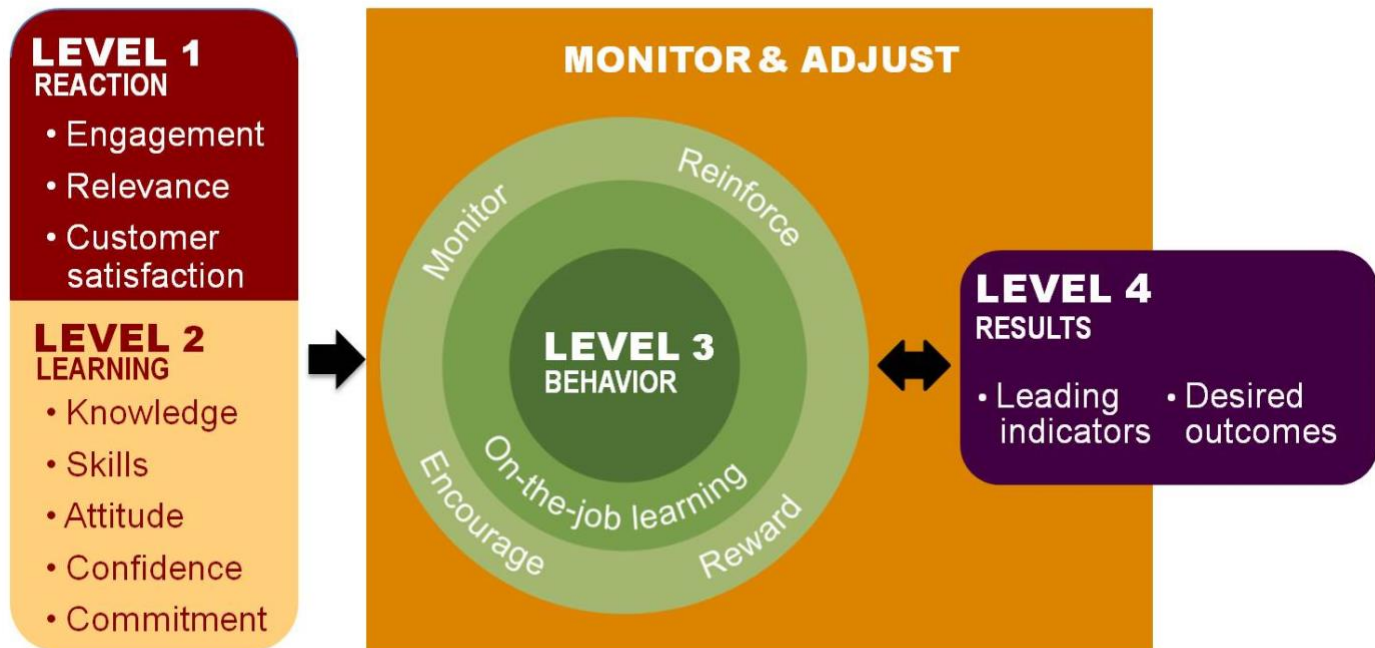 LEVEL 1
REACTION
• Engagement
• Relevance
• Customer
satisfaction
LEVEL 2
LEARNING
• Knowledge
• Skills
• Attitude
• Confidence
• Commitment
MONITOR & ADJUST
Monitor
Reinforce
LEVEL 3
BEHAVIOR
On-the-job learning
Encourage
Reward
LEVEL 4
RESULTS
• Leading
indicators
• Desired
outcomes